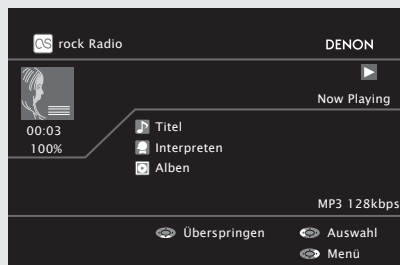 rock Radio
DENON
Now Playing
00:03
100%
Titel
Interpreten
Alben
MP3 128kbps
Überspringen
Auswahl
Menü